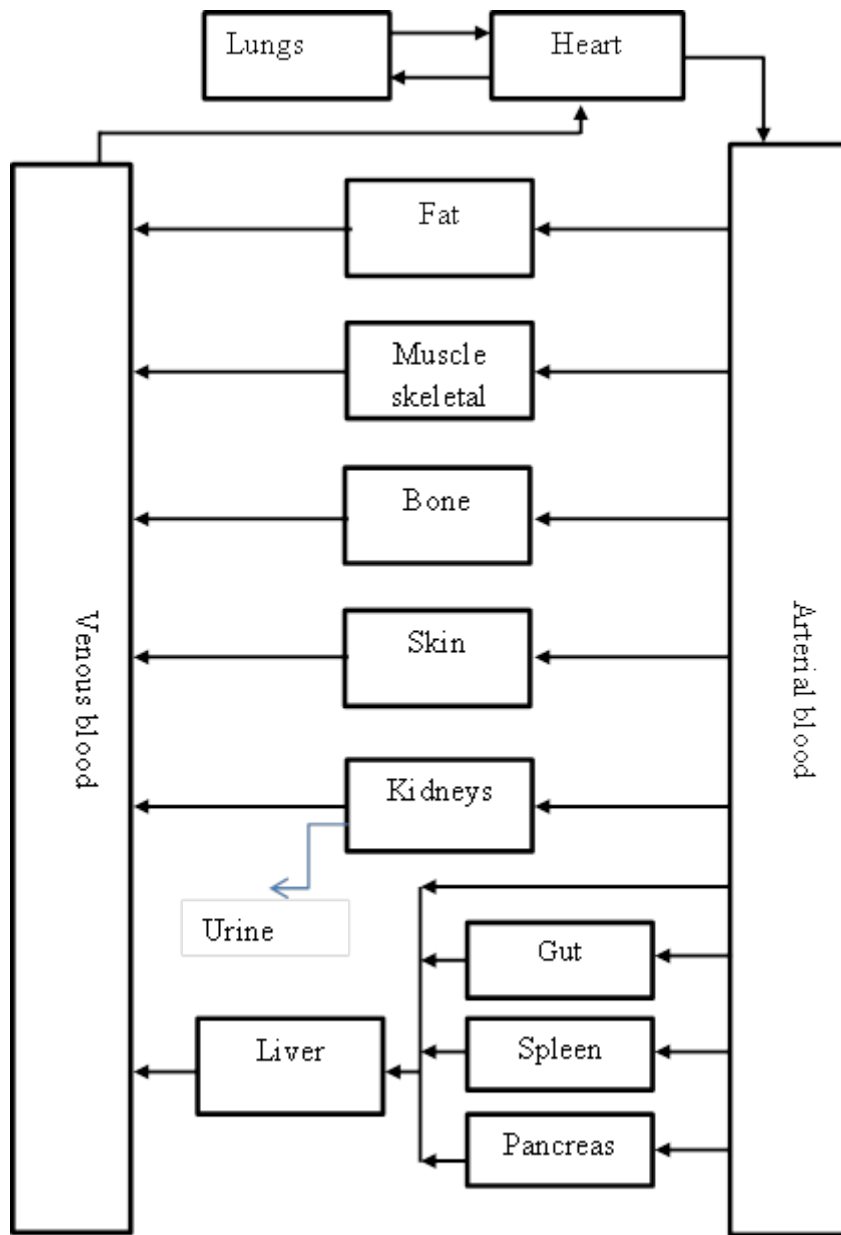 Lungs
Heart
Fat
Muscle
skeletal
Bone
Skin
Venous blood
Arterial blood
Kidneys
Urine
Gut
Liver
Spleen
Pancreas